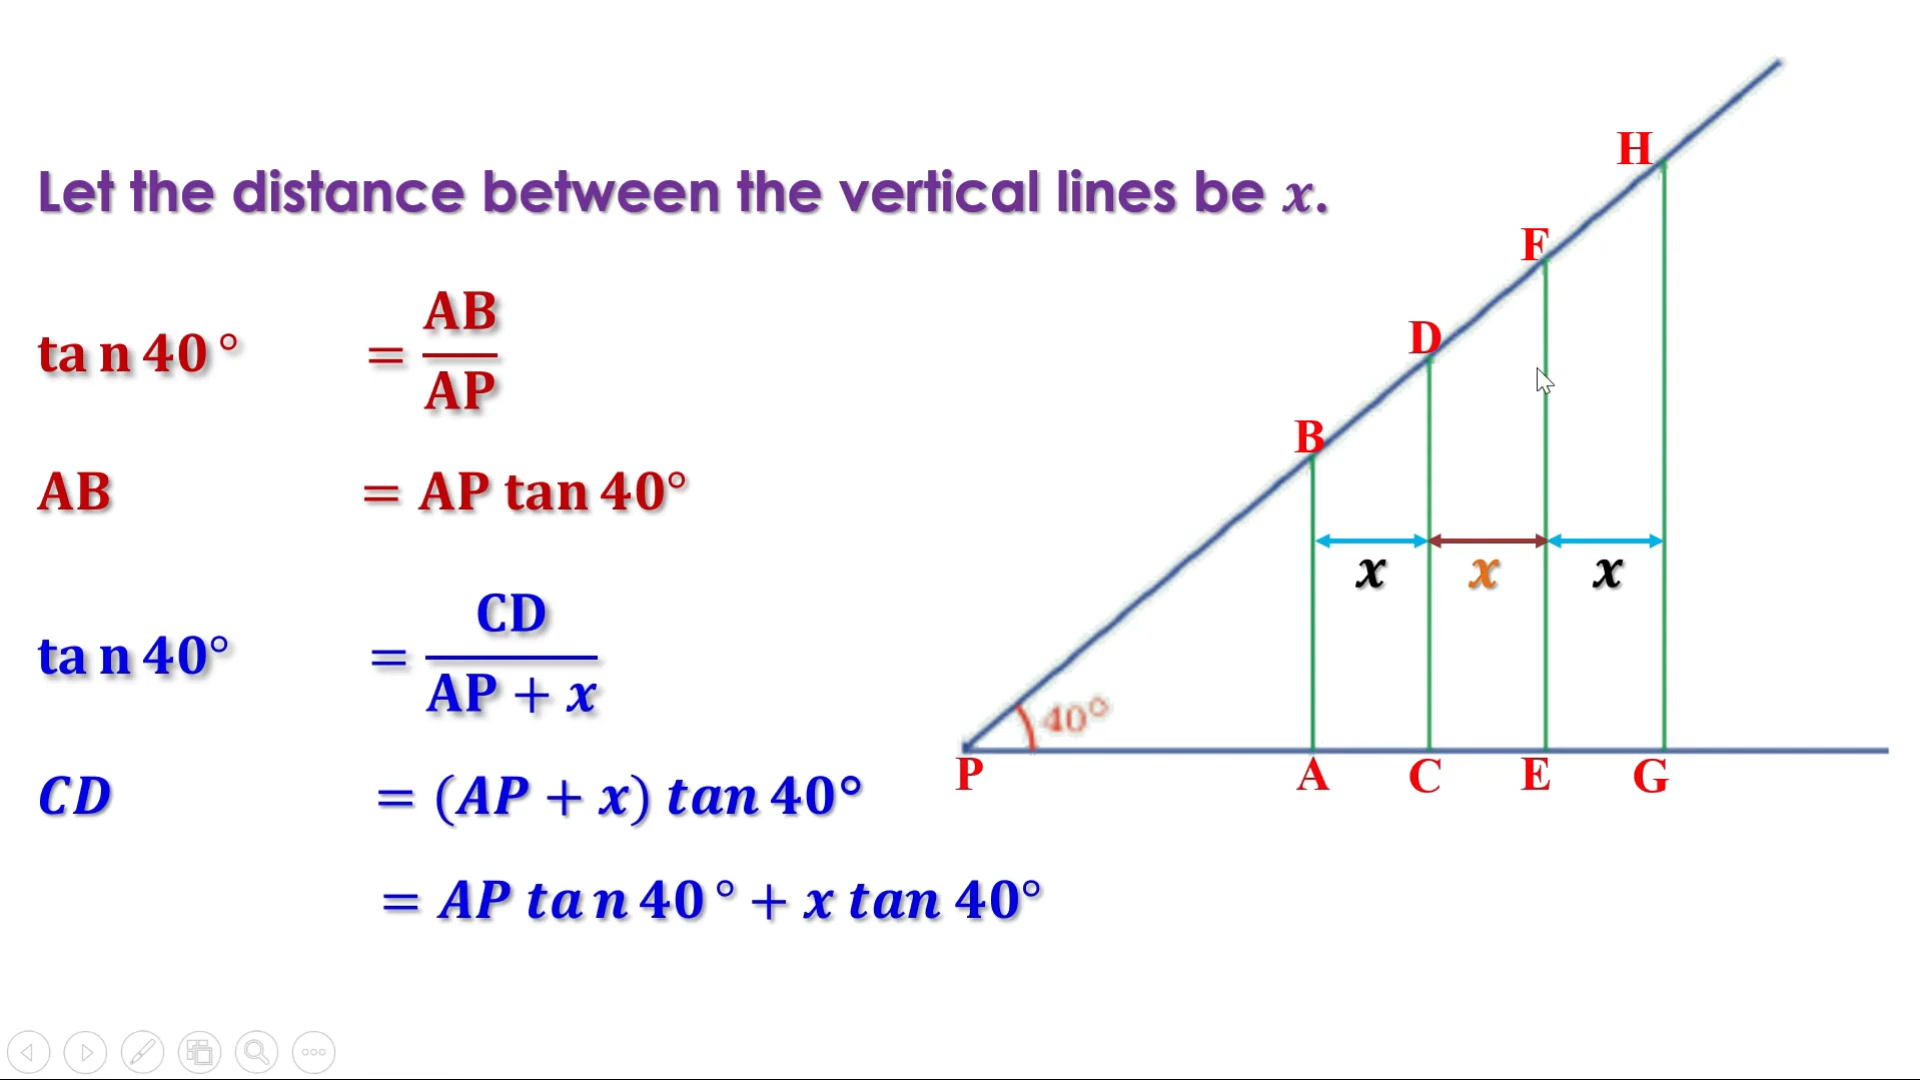 Let the distance between the vertical lines be x.
tan 40° = AB/AP
AB = AP tan 40°
tan 40° = CD/(AP + x)
CD = (AP + x) tan 40°
= AP tan 40° + x tan 40°
H
F
D
B
x x x
40°
P A C E G